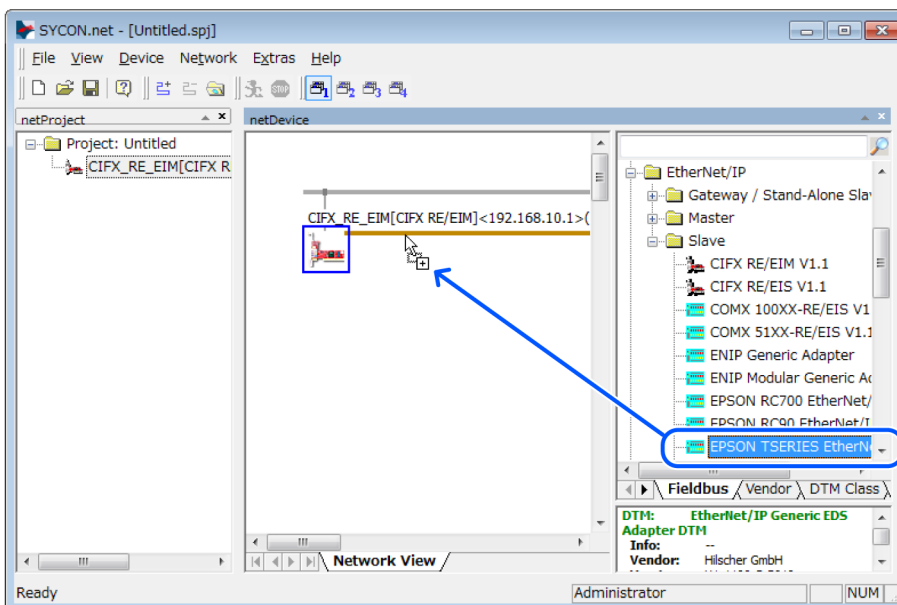 SYCON.net - [Untitled.spj]
File View Device Network Extras Help
netProject
netDevice
Project: Untitled
CIFX_RE_EIM[CIFX R
CIFX_RE_EIM[CIFX RE/EIM]<192.168.10.1>(
EtherNet/IP
Gateway / Stand-Alone Slav
Master
Slave
CIFX RE/EIM V1.1
CIFX RE/EIS V1.1
COMX 100XX-RE/EIS V1
COMX 51XX-RE/EIS V1.1
ENIP Generic Adapter
ENIP Modular Generic Ad
EPSON RC700 EtherNet/
EPSON RC90 EtherNet/I
EPSON TSERIES EtherNe
Fieldbus Vendor DTM Class
DTM: EtherNet/IP Generic EDS
Adapter DTM
Info: --
Vendor: Hilscher GmbH
Network View
Ready
Administrator
NUM